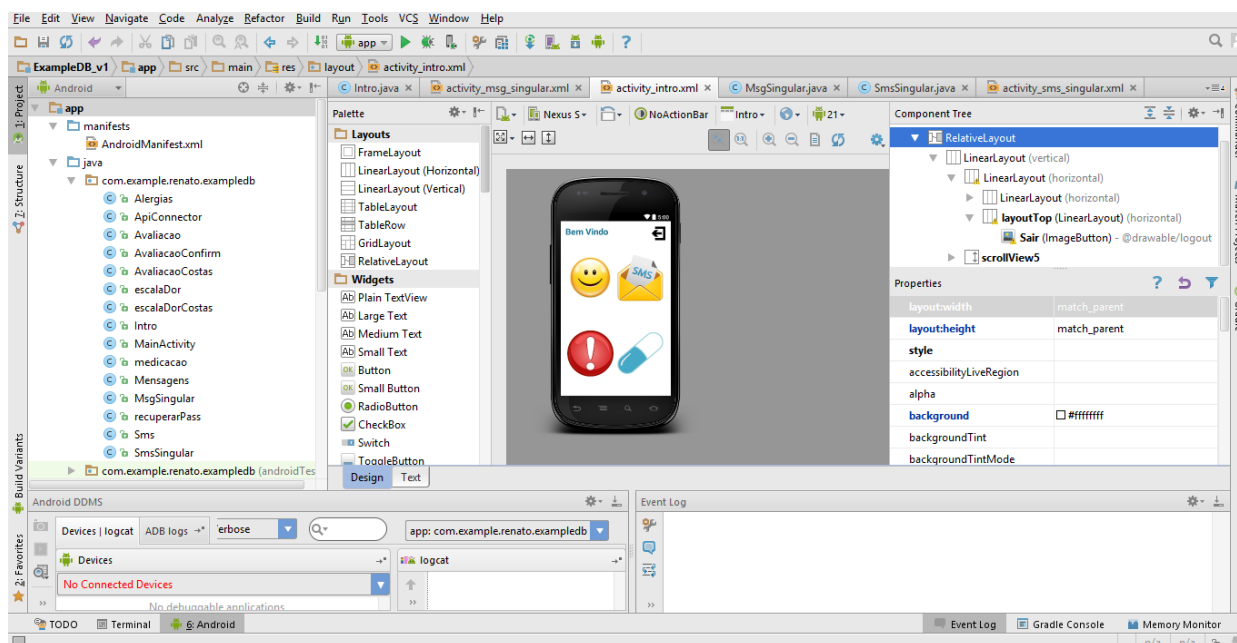 File Edit View Navigate Code Analyze Refactor Build Run Tools VCS Window Help
app
?
ExampleDB_v1 app src main res layout activity_intro.xml
Android
Intro.java × activity_msg_singular.xml × activity_intro.xml × MsgSingular.java × SmsSingular.java × activity_sms_singular.xml ×
1: Project
Z: Structure
Build Variants
2: Favorites
app
manifests
AndroidManifest.xml
java
com.example.renato.exampledb
Alergias
ApiConnector
Avaliacao
AvaliacaoConfirm
AvaliacaoCostas
escalaDor
escalaDorCostas
Intro
MainActivity
medicacao
Mensagens
MsgSingular
recuperarPass
Sms
SmsSingular
com.example.renato.exampledb (androidTes
Palette
Layouts
FrameLayout
LinearLayout (Horizontal)
LinearLayout (Vertical)
TableLayout
TableRow
GridLayout
RelativeLayout
Widgets
Plain TextView
Large Text
Medium Text
Small Text
Button
Small Button
RadioButton
CheckBox
Switch
ToggleButton
Design Text
Nexus S NoActionBar Intro 21
5:00
Bem Vindo
SMS
Component Tree
RelativeLayout
LinearLayout (vertical)
LinearLayout (horizontal)
LinearLayout (horizontal)
layoutTop (LinearLayout) (horizontal)
Sair (ImageButton) - @drawable/logout
scrollView5
Properties
?
layout:width match_parent
layout:height match_parent
style
accessibilityLiveRegion
alpha
background #ffffffff
backgroundTint
backgroundTintMode
Android DDMS
Devices | logcat ADB logs erbose app: com.example.renato.exampledb
Devices logcat
No Connected Devices
No debuggable applications
Event Log
TODO Terminal 6: Android Event Log Gradle Console Memory Monitor
n/a n/a